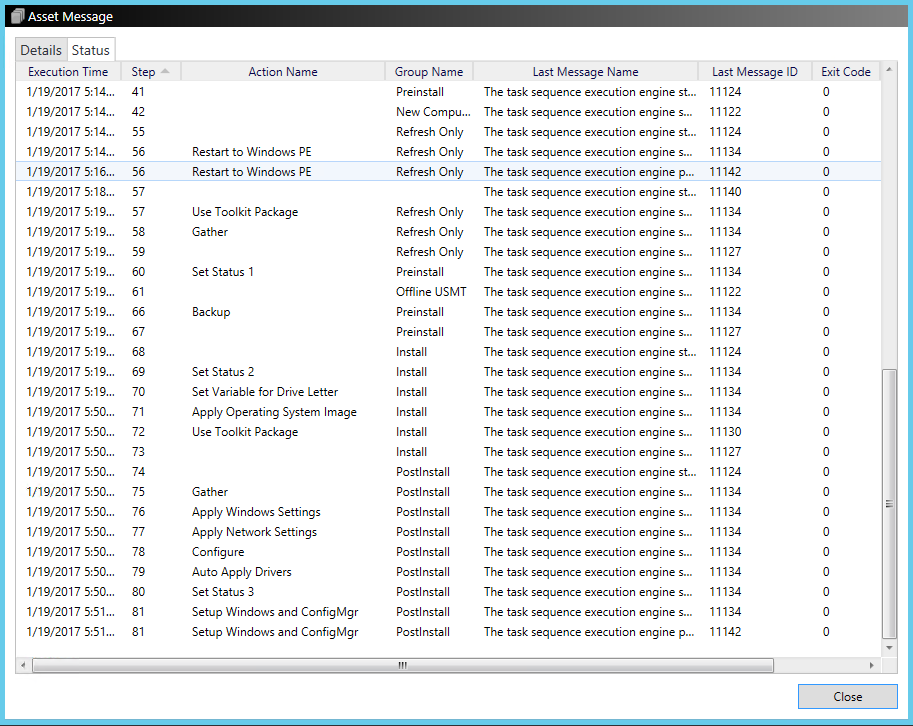 Asset Message
Details Status
Execution Time Step Action Name Group Name Last Message Name Last Message ID Exit Code
1/19/2017 5:14... 41 Preinstall The task sequence execution engine st... 11124 0
1/19/2017 5:14... 42 New Compu... The task sequence execution engine s... 11122 0
1/19/2017 5:14... 55 Refresh Only The task sequence execution engine st... 11124 0
1/19/2017 5:14... 56 Restart to Windows PE Refresh Only The task sequence execution engine s... 11134 0
1/19/2017 5:16... 56 Restart to Windows PE Refresh Only The task sequence execution engine p... 11142 0
1/19/2017 5:18... 57 The task sequence execution engine st... 11140 0
1/19/2017 5:19... 57 Use Toolkit Package Refresh Only The task sequence execution engine s... 11134 0
1/19/2017 5:19... 58 Gather Refresh Only The task sequence execution engine s... 11134 0
1/19/2017 5:19... 59 Refresh Only The task sequence execution engine s... 11127 0
1/19/2017 5:19... 60 Set Status 1 Preinstall The task sequence execution engine s... 11134 0
1/19/2017 5:19... 61 Offline USMT The task sequence execution engine s... 11122 0
1/19/2017 5:19... 66 Backup Preinstall The task sequence execution engine s... 11134 0
1/19/2017 5:19... 67 Preinstall The task sequence execution engine s... 11127 0
1/19/2017 5:19... 68 Install The task sequence execution engine st... 11124 0
1/19/2017 5:19... 69 Set Status 2 Install The task sequence execution engine s... 11134 0
1/19/2017 5:19... 70 Set Variable for Drive Letter Install The task sequence execution engine s... 11134 0
1/19/2017 5:50... 71 Apply Operating System Image Install The task sequence execution engine s... 11134 0
1/19/2017 5:50... 72 Use Toolkit Package Install The task sequence execution engine s... 11130 0
1/19/2017 5:50... 73 Install The task sequence execution engine s... 11127 0
1/19/2017 5:50... 74 PostInstall The task sequence execution engine st... 11124 0
1/19/2017 5:50... 75 Gather PostInstall The task sequence execution engine s... 11134 0
1/19/2017 5:50... 76 Apply Windows Settings PostInstall The task sequence execution engine s... 11134 0
1/19/2017 5:50... 77 Apply Network Settings PostInstall The task sequence execution engine s... 11134 0
1/19/2017 5:50... 78 Configure PostInstall The task sequence execution engine s... 11134 0
1/19/2017 5:50... 79 Auto Apply Drivers PostInstall The task sequence execution engine s... 11134 0
1/19/2017 5:50... 80 Set Status 3 PostInstall The task sequence execution engine s... 11134 0
1/19/2017 5:51... 81 Setup Windows and ConfigMgr PostInstall The task sequence execution engine s... 11134 0
1/19/2017 5:51... 81 Setup Windows and ConfigMgr PostInstall The task sequence execution engine p... 11142 0
Close